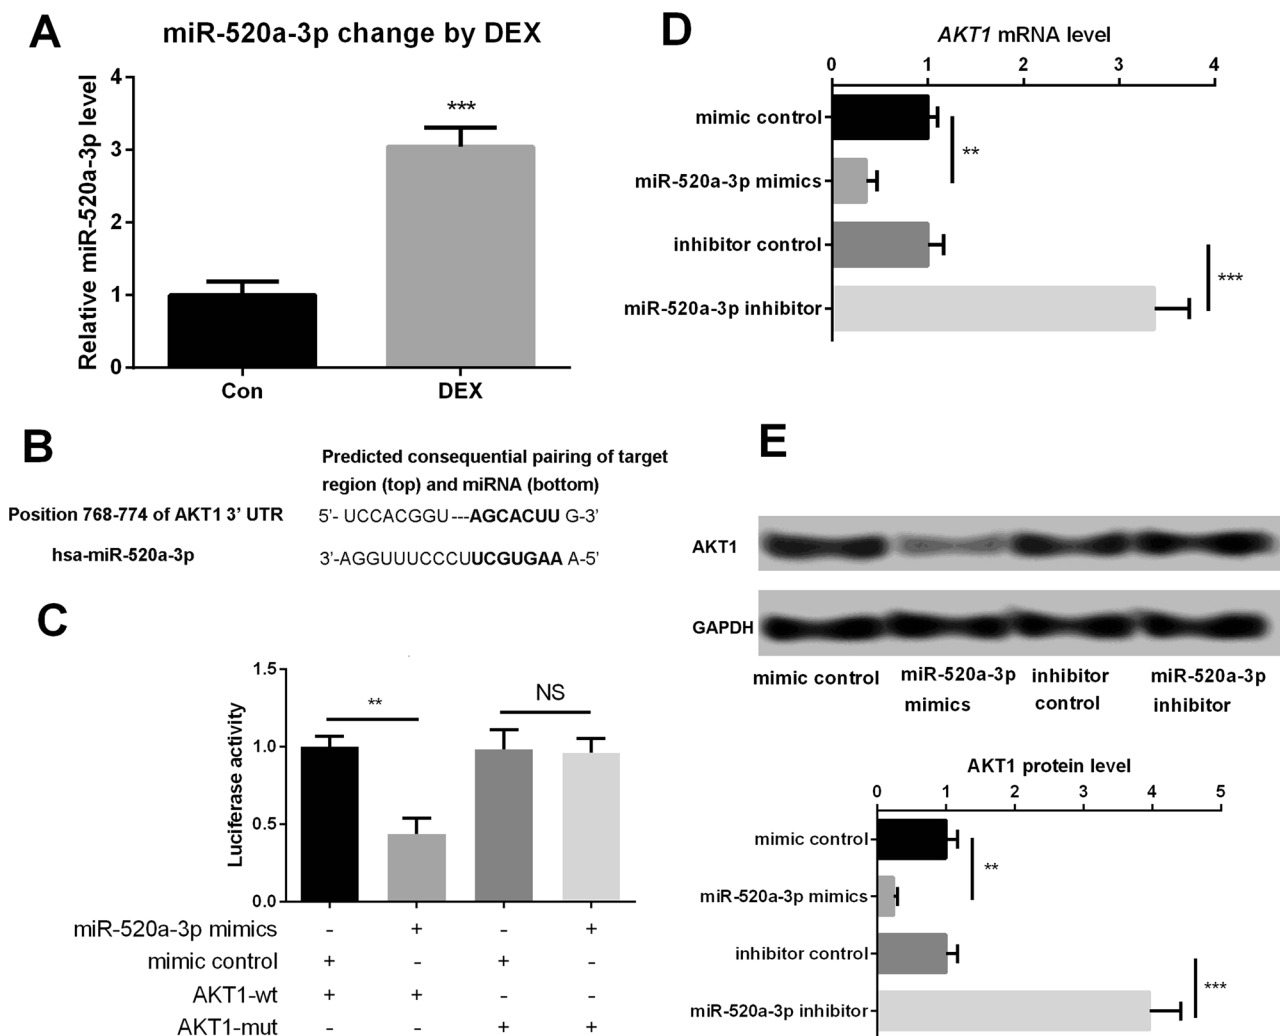 A
miR-520a-3p change by DEX
Relative miR-520a-3p level
4
3
2
1
0
***
Con
DEX
B
Predicted consequential pairing of target
region (top) and miRNA (bottom)
Position 768-774 of AKT1 3’ UTR
5’- UCCACGGU---AGCACUU G-3’
hsa-miR-520a-3p
3’-AGGUUUCCCUUCGUGAA A-5’
C
Luciferase activity
1.5
1.0
0.5
0.0
**
NS
miR-520a-3p mimics - + - +
mimic control + - + -
AKT1-wt + + - -
AKT1-mut - - + +
D
AKT1 mRNA level
0 1 2 3 4
mimic control
miR-520a-3p mimics
inhibitor control
miR-520a-3p inhibitor
**
***
E
AKT1
GAPDH
mimic control
miR-520a-3p
mimics
inhibitor
control
miR-520a-3p
inhibitor
AKT1 protein level
0 1 2 3 4 5
mimic control
miR-520a-3p mimics
inhibitor control
miR-520a-3p inhibitor
**
***